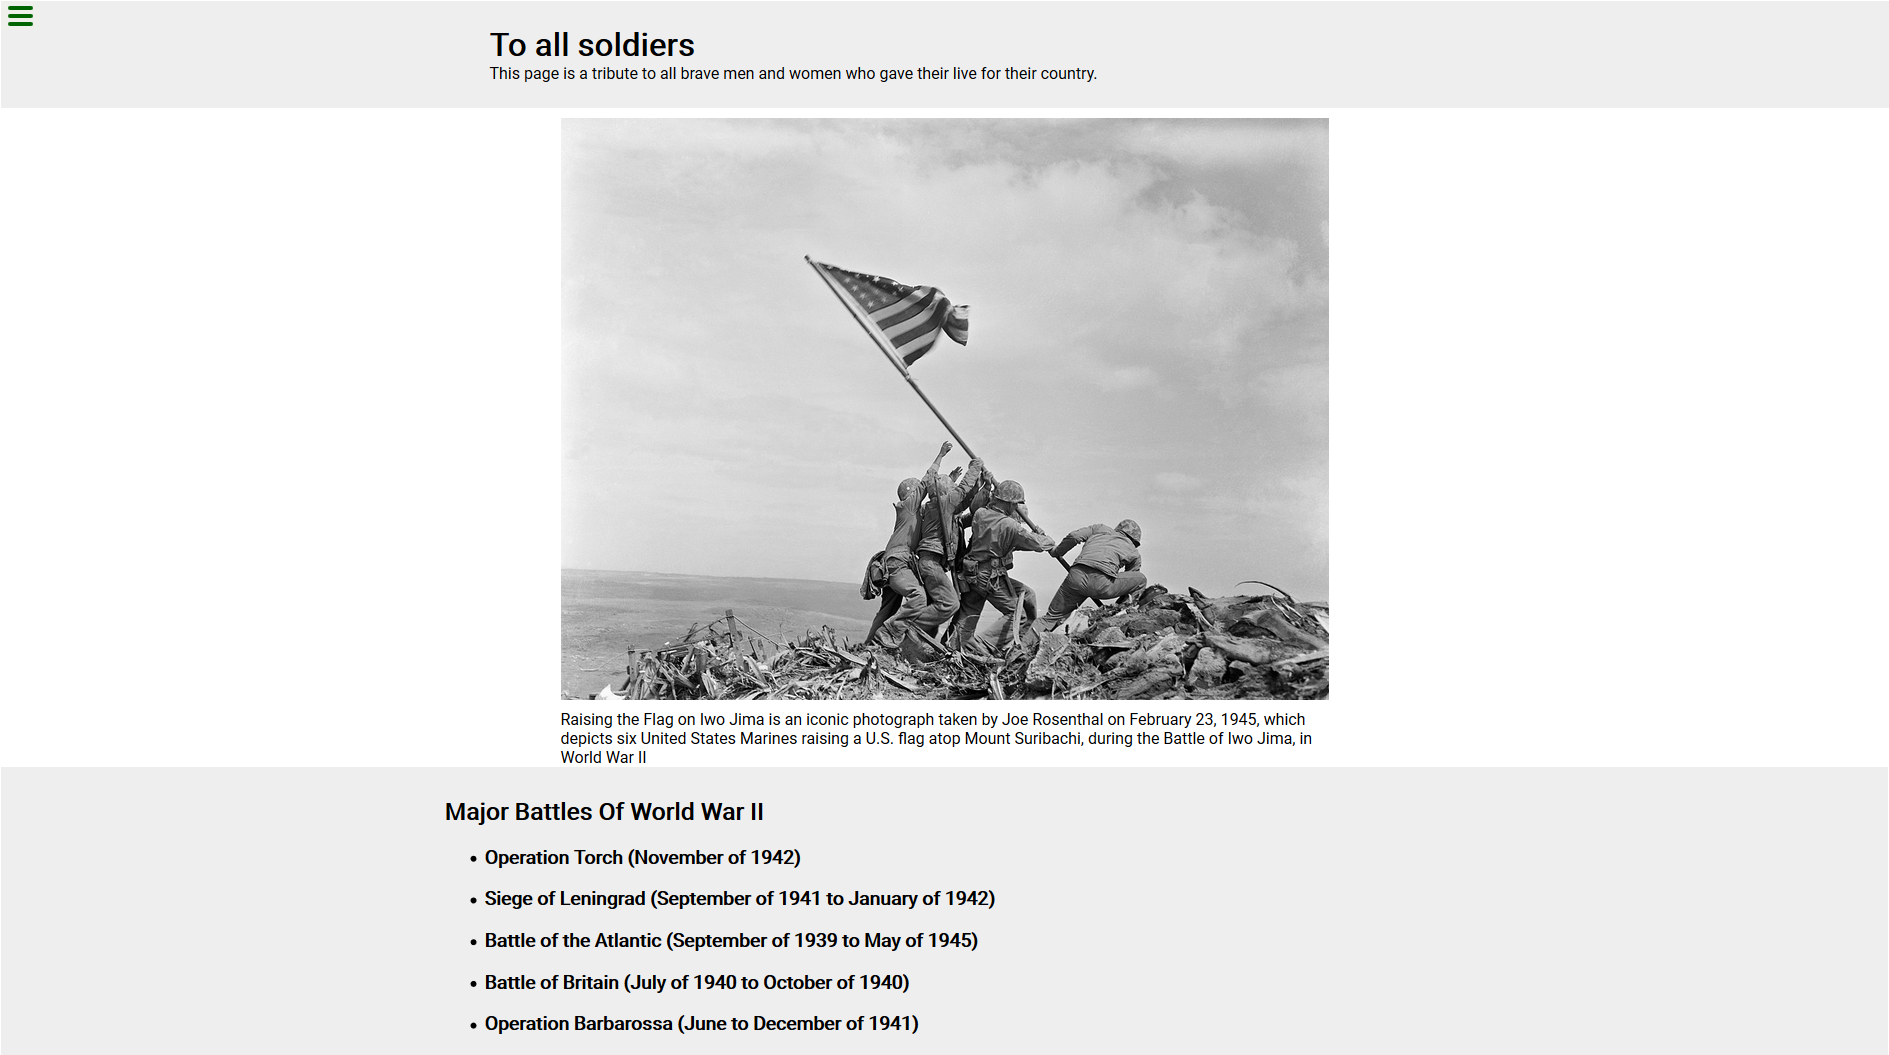 To all soldiers
This page is a tribute to all brave men and women who gave their live for their country.
Raising the Flag on Iwo Jima is an iconic photograph taken by Joe Rosenthal on February 23, 1945, which
depicts six United States Marines raising a U.S. flag atop Mount Suribachi, during the Battle of Iwo Jima, in
World War II
Major Battles Of World War II
• Operation Torch (November of 1942)
• Siege of Leningrad (September of 1941 to January of 1942)
• Battle of the Atlantic (September of 1939 to May of 1945)
• Battle of Britain (July of 1940 to October of 1940)
• Operation Barbarossa (June to December of 1941)